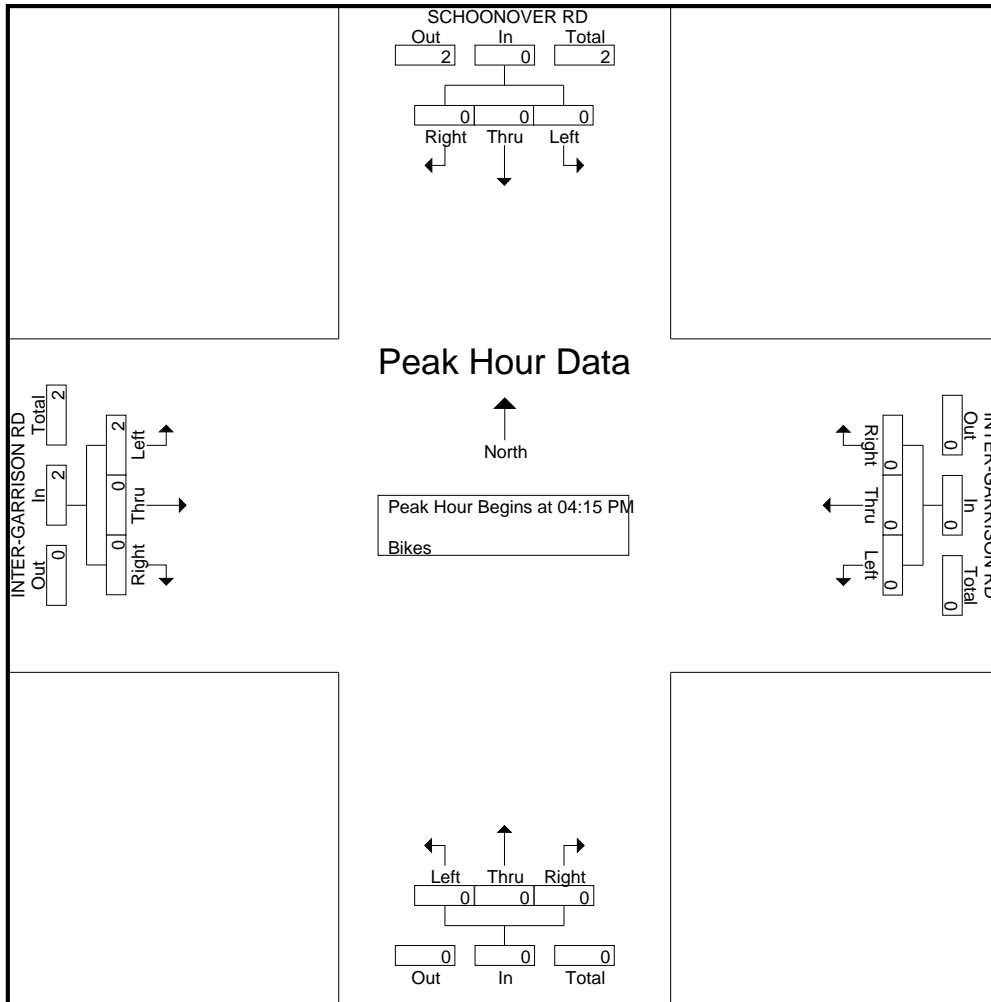 SCHOONOVER RD
Out In Total
2 0 2
0 0 0
Right Thru Left
Peak Hour Data
North
Peak Hour Begins at 04:15 PM
Bikes
INTER-GARRISON RD
Out In Total
0 2 2
0 0 2
Right Thru Left
INTER-GARRISON RD
Out In Total
0 0 0
0 0 0
Right Thru Left
Left Thru Right
0 0 0
0 0 0
Out In Total